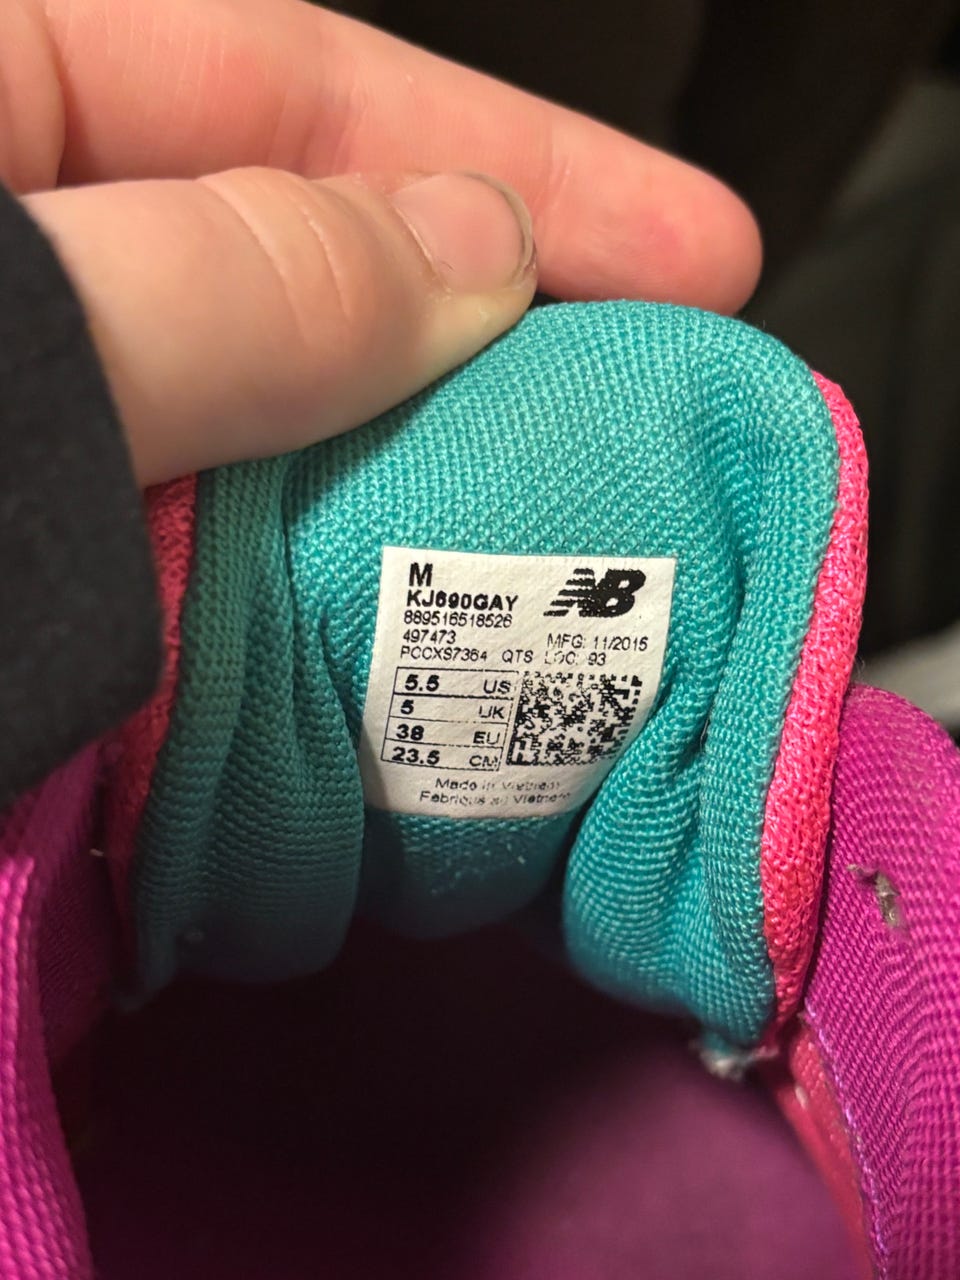 M
NB
KJ690GAY
889516518526
497473 MFG: 11/2015
PCCXS7364 QTS LOC: 93
5.5 US
5 UK
38 EU
23.5 CM
Made in Vietnam
Fabriqué au Vietnam